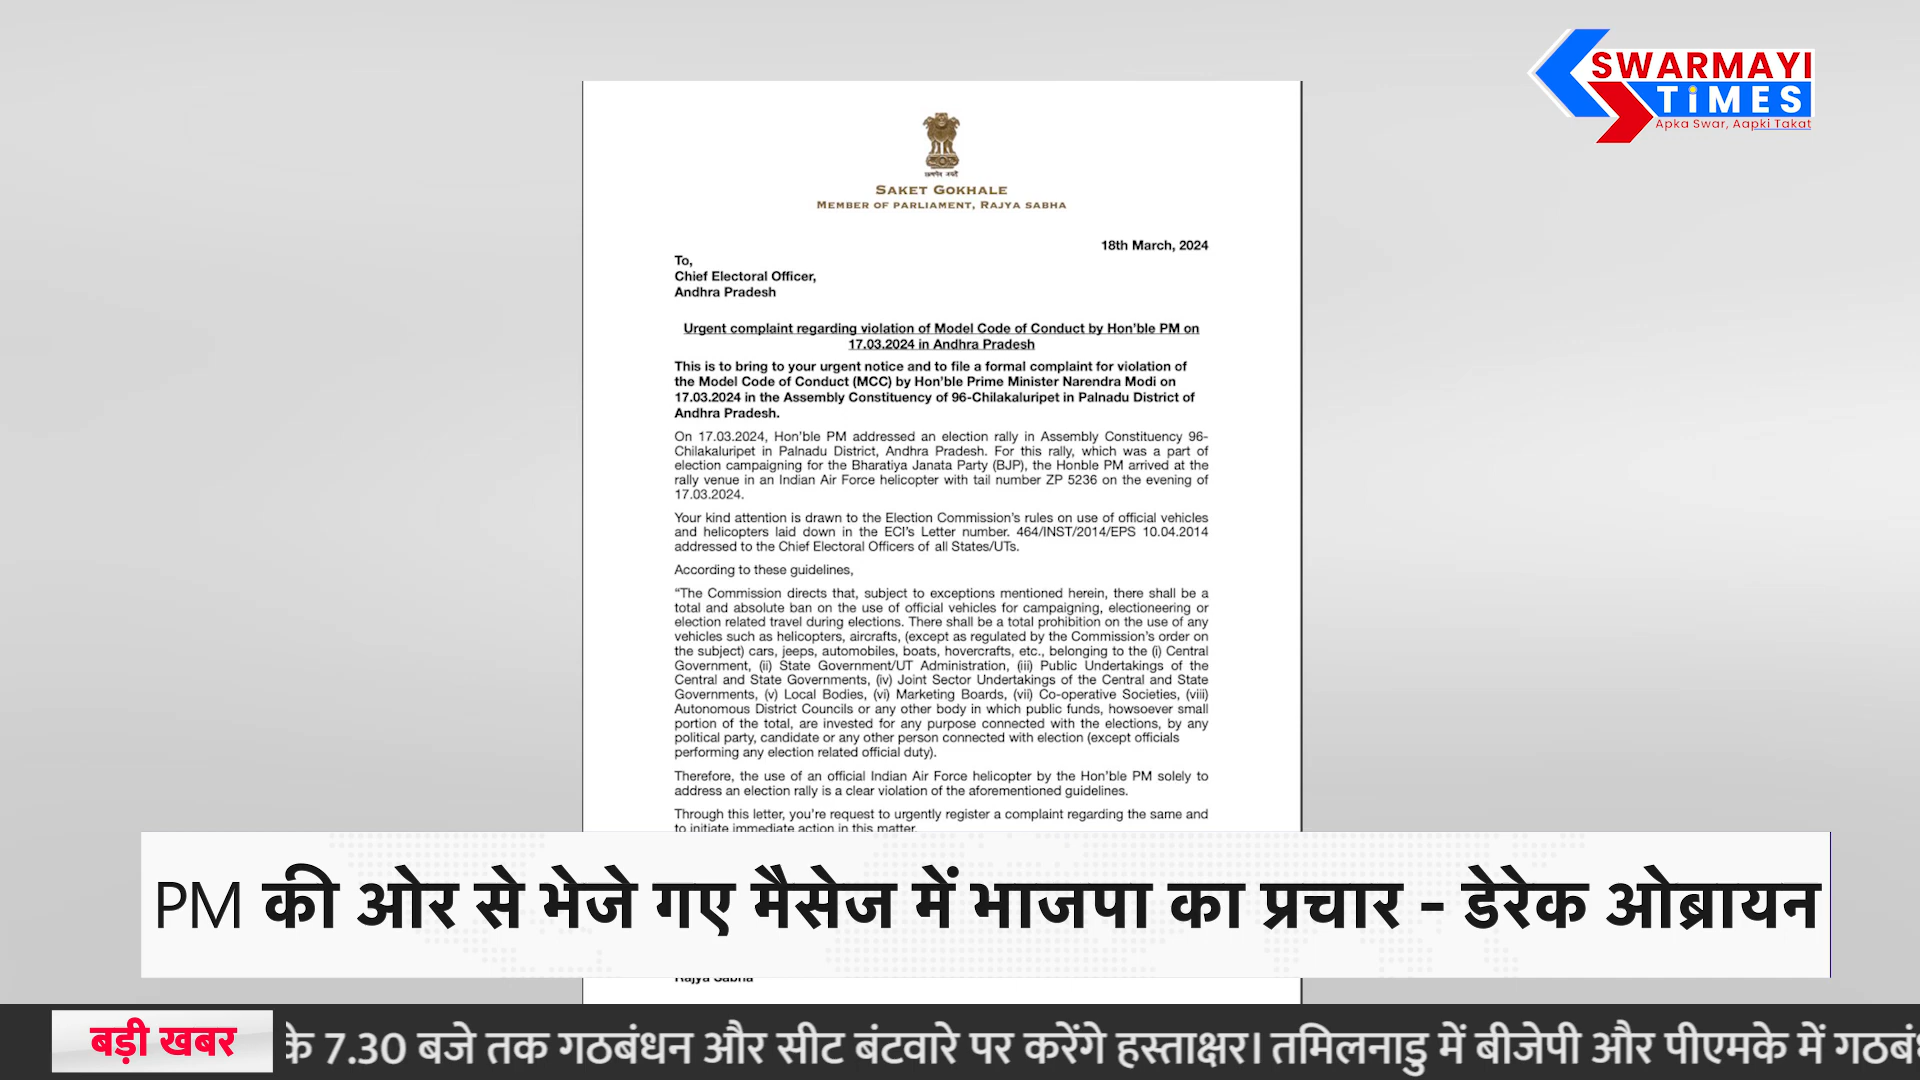 SWARMAYI
TiMES
Apka Swar, Aapki Takat
SAKET GOKHALE
MEMBER OF PARLIAMENT, RAJYA SABHA
18th March, 2024
To,
Chief Electoral Officer,
Andhra Pradesh
Urgent complaint regarding violation of Model Code of Conduct by Hon'ble PM on
17.03.2024 in Andhra Pradesh
This is to bring to your urgent notice and to file a formal complaint for violation of
the Model Code of Conduct (MCC) by Hon'ble Prime Minister Narendra Modi on
17.03.2024 in the Assembly Constituency of 96-Chilakaluripet in Palnadu District of
Andhra Pradesh.
On 17.03.2024, Hon'ble PM addressed an election rally in Assembly Constituency 96-
Chilakaluripet in Palnadu District, Andhra Pradesh. For this rally, which was a part of
election campaigning for the Bharatiya Janata Party (BJP), the Honble PM arrived at the
rally venue in an Indian Air Force helicopter with tail number ZP 5236 on the evening of
17.03.2024.
Your kind attention is drawn to the Election Commission's rules on use of official vehicles
and helicopters laid down in the ECI's Letter number. 464/INST/2014/EPS 10.04.2014
addressed to the Chief Electoral Officers of all States/UTs.
According to these guidelines,
“The Commission directs that, subject to exceptions mentioned herein, there shall be a
total and absolute ban on the use of official vehicles for campaigning, electioneering or
election related travel during elections. There shall be a total prohibition on the use of any
vehicles such as helicopters, aircrafts, (except as regulated by the Commission's order on
the subject) cars, jeeps, automobiles, boats, hovercrafts, etc., belonging to the (i) Central
Government, (ii) State Government/UT Administration, (iii) Public Undertakings of the
Central and State Governments, (iv) Joint Sector Undertakings of the Central and State
Governments, (v) Local Bodies, (vi) Marketing Boards, (vii) Co-operative Societies, (viii)
Autonomous District Councils or any other body in which public funds, howsoever small
portion of the total, are invested for any purpose connected with the elections, by any
political party, candidate or any other person connected with election (except officials
performing any election related official duty).
Therefore, the use of an official Indian Air Force helicopter by the Hon'ble PM solely to
address an election rally is a clear violation of the aforementioned guidelines.
Through this letter, you're request to urgently register a complaint regarding the same and
to initiate immediate action in this matter.
PM की ओर से भेजे गए मैसेज में भाजपा का प्रचार - डेरेक ओब्रायन
Rajya Sabha
बड़ी खबर
के 7.30 बजे तक गठबंधन और सीट बंटवारे पर करेंगे हस्ताक्षर। तमिलनाडु में बीजेपी और पीएमके में